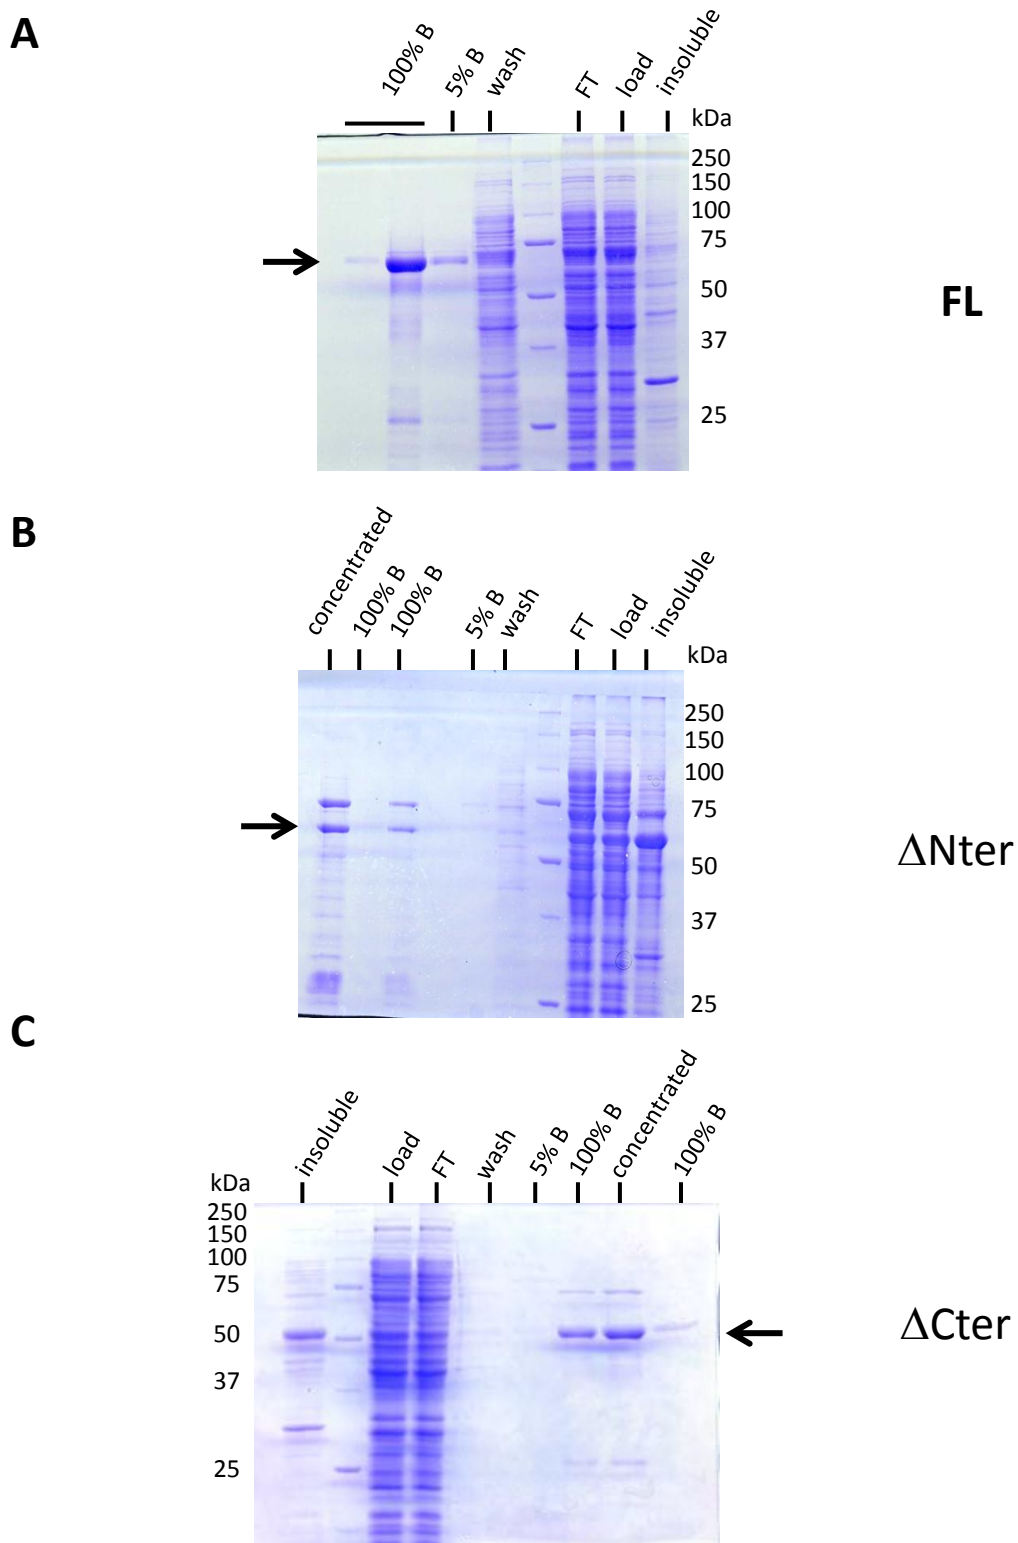 A
100% B
5% B
wash
FT
load
insoluble
kDa
250
150
100
75
50
37
25
FL
B
concentrated
100% B
100% B
5% B
wash
FT
load
insoluble
kDa
250
150
100
75
50
37
25
ΔNter
C
insoluble
load
FT
wash
5% B
100% B
concentrated
100% B
kDa
250
150
100
75
50
37
25
ΔCter